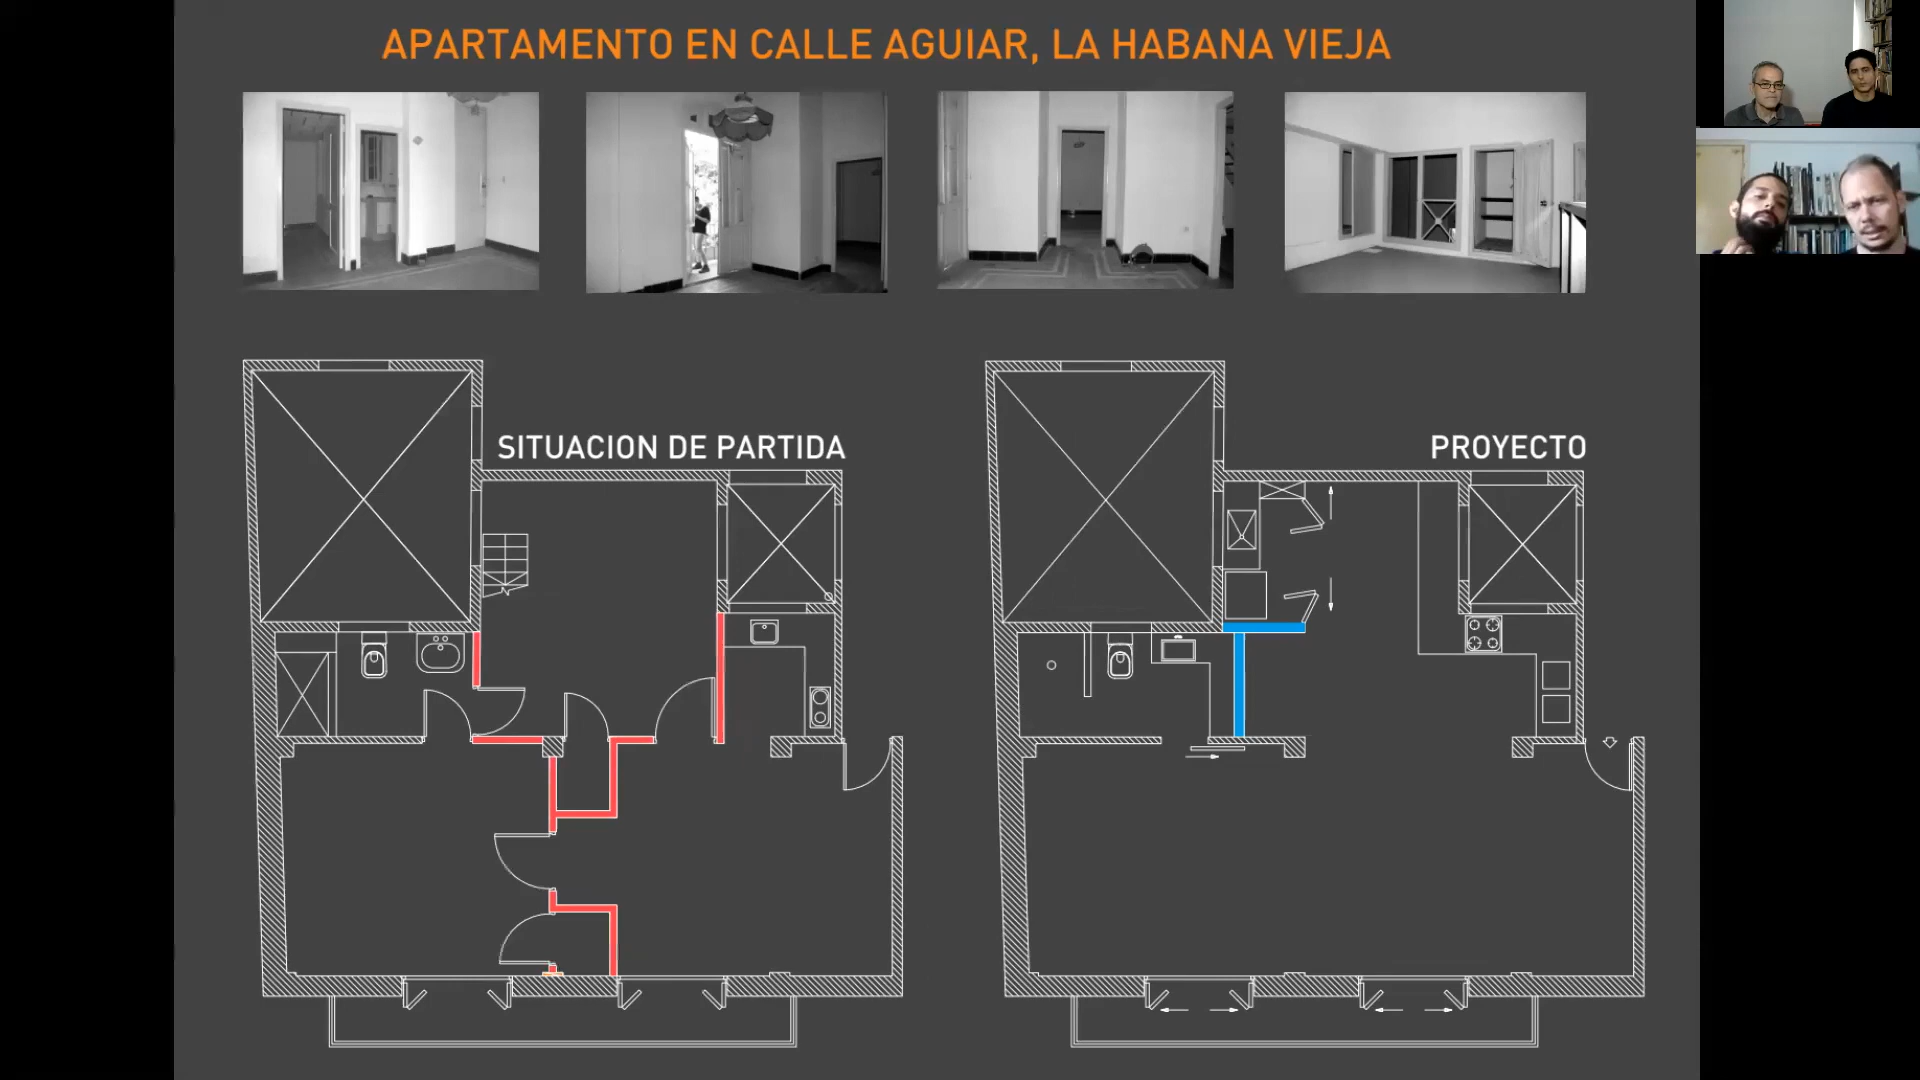 APARTAMENTO EN CALLE AGUIAR, LA HABANA VIEJA
SITUACION DE PARTIDA
PROYECTO